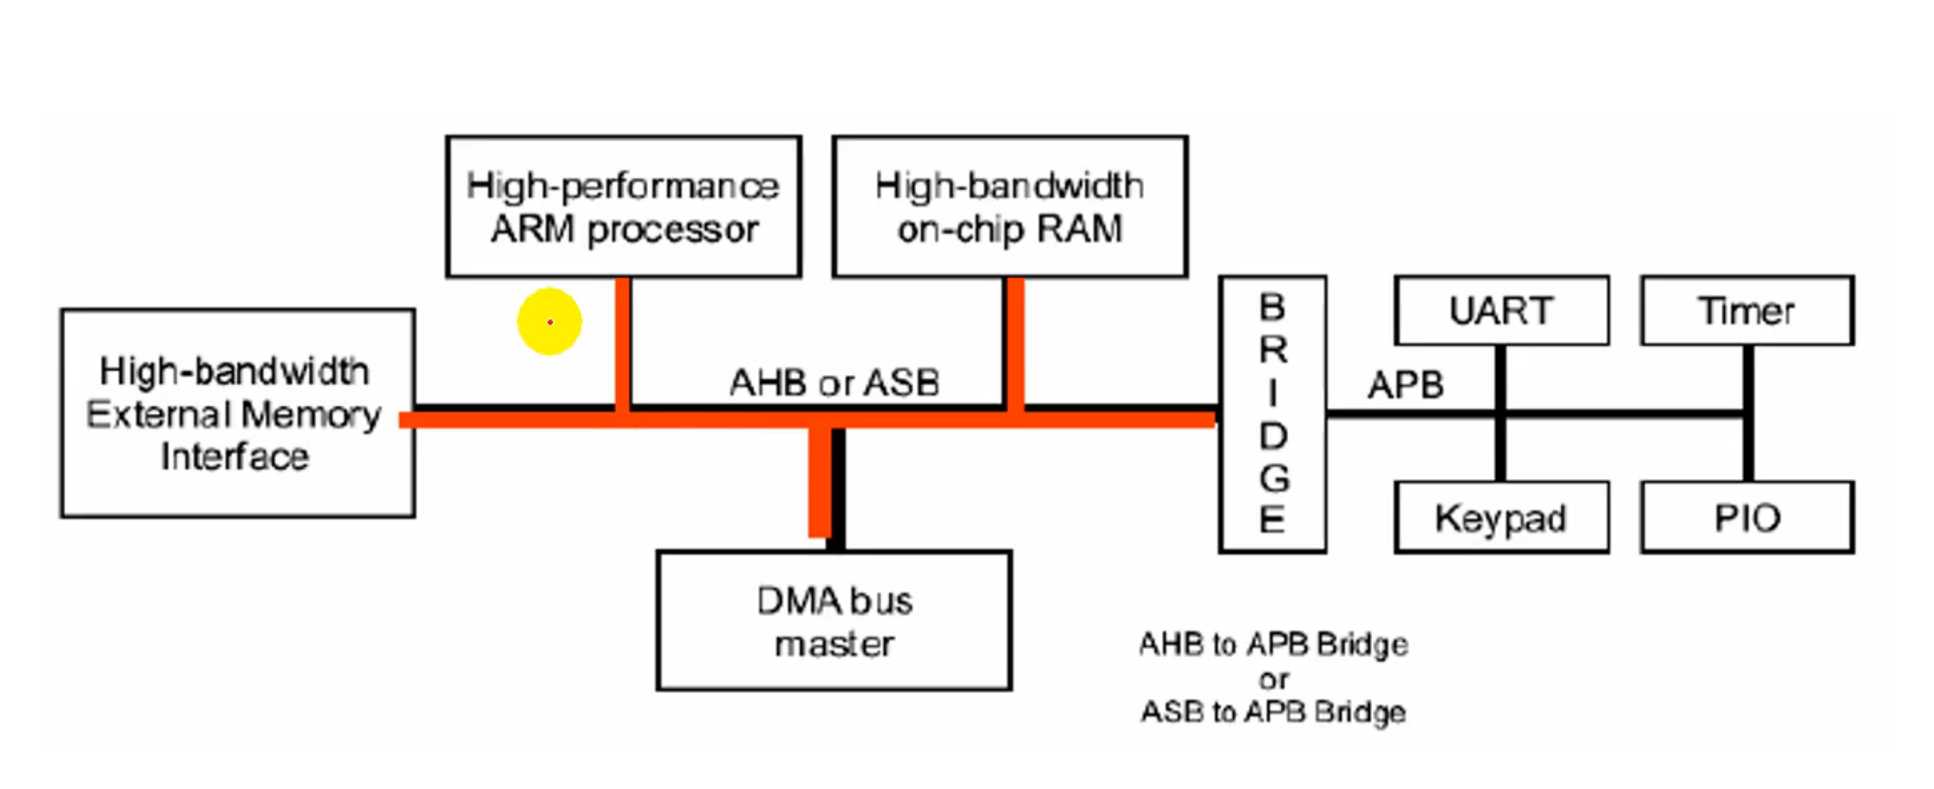 High-performance
ARM processor
High-bandwidth
on-chip RAM
High-bandwidth
External Memory
Interface
AHB or ASB
B
R
I
D
G
E
APB
UART
Timer
Keypad
PIO
DMA bus
master
AHB to APB Bridge
or
ASB to APB Bridge